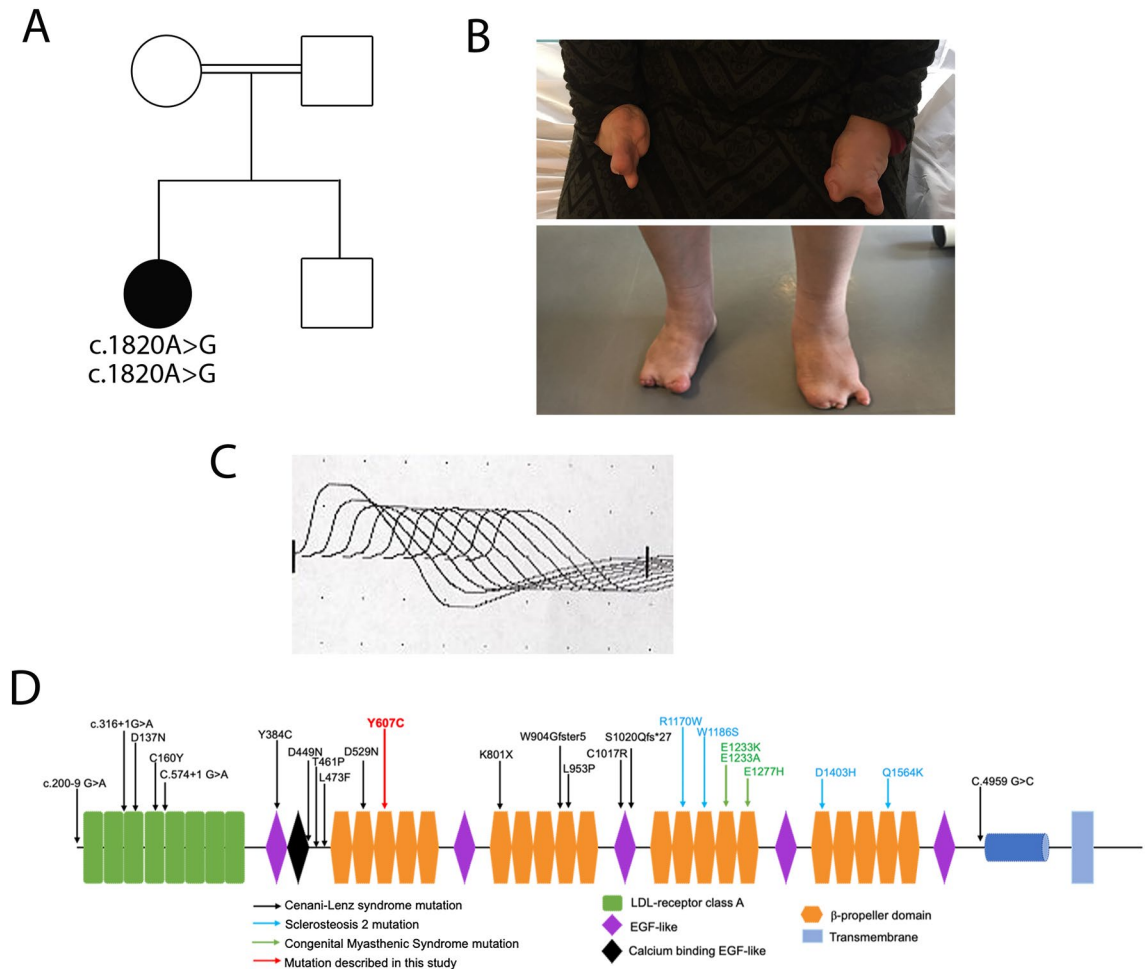 A
B
c.1820A>G
c.1820A>G
C
D
c.316+1G>A
D137N
C160Y
C.574+1 G>A
c.200-9 G>A
Y384C
D449N
T461P
L473F
D529N
Y607C
K801X
W904Gfster5
L953P
C1017R
S1020Qfs*27
R1170W
W1186S
E1233K
E1233A
E1277H
D1403H
Q1564K
C.4959 G>C
Cenani-Lenz syndrome mutation
Sclerosteosis 2 mutation
Congenital Myasthenic Syndrome mutation
Mutation described in this study
LDL-receptor class A
EGF-like
Calcium binding EGF-like
β-propeller domain
Transmembrane